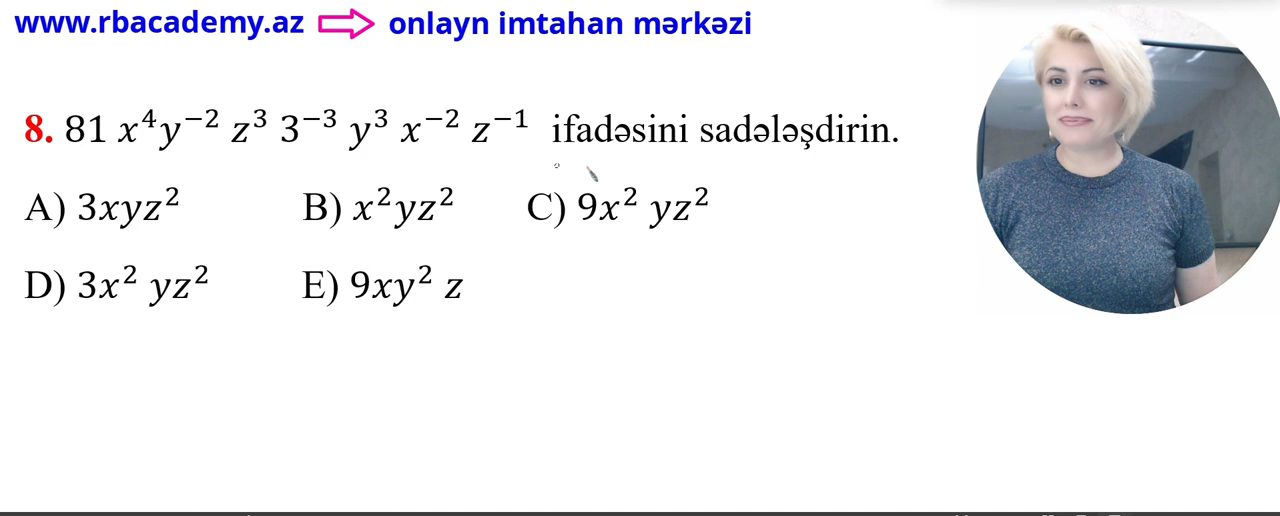 www.rbacademy.az ⇨ onlayn imtahan mərkəzi
8. 81 x⁴y⁻² z³ 3⁻³ y³ x⁻² z⁻¹ ifadəsini sadələşdirin.
A) 3xyz² B) x²yz² C) 9x² yz²
D) 3x² yz² E) 9xy² z